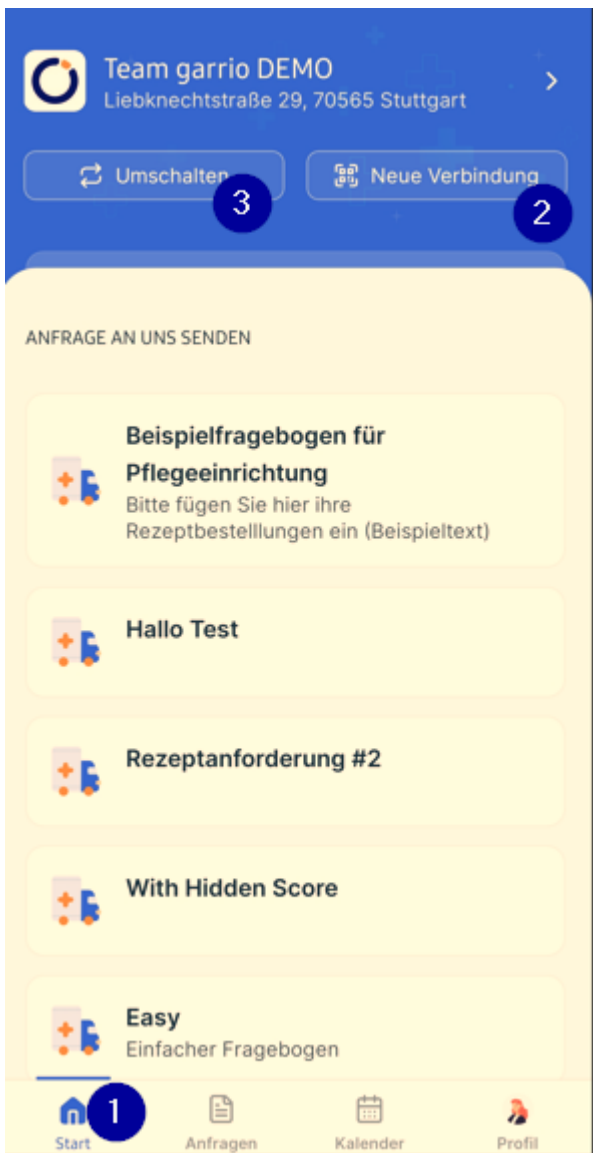 Team garrio DEMO
Liebknechtstraße 29, 70565 Stuttgart
Umschalten
3
Neue Verbindung
2
ANFRAGE AN UNS SENDEN
Beispielfragebogen für
Pflegeeinrichtung
Bitte fügen Sie hier ihre
Rezeptbestelllungen ein (Beispieltext)
Hallo Test
Rezeptanforderung #2
With Hidden Score
Easy
Einfacher Fragebogen
1
Start
Anfragen
Kalender
Profil